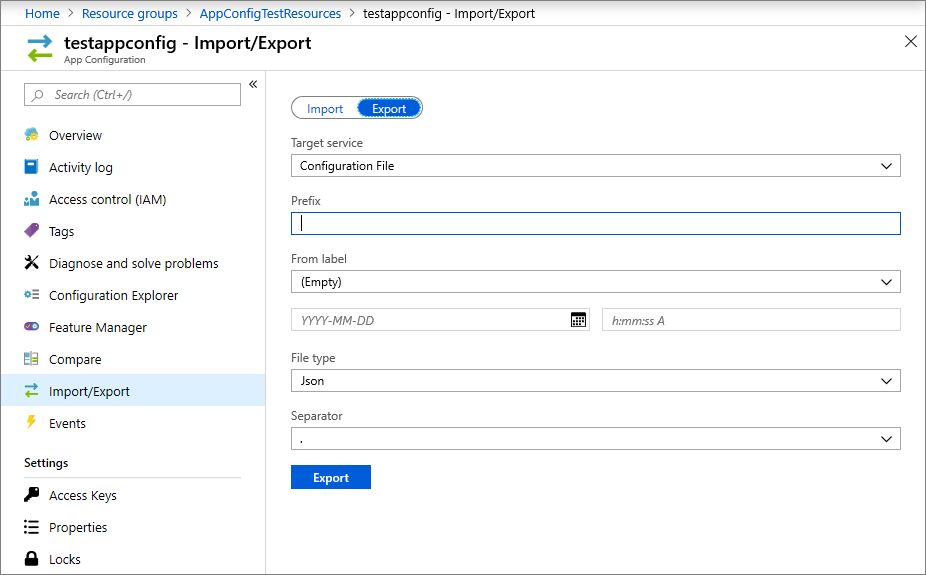 Home > Resource groups > AppConfigTestResources > testappconfig - Import/Export
testappconfig - Import/Export
App Configuration
Search (Ctrl+/)
«
Overview
Activity log
Access control (IAM)
Tags
Diagnose and solve problems
Configuration Explorer
Feature Manager
Compare
Import/Export
Events
Settings
Access Keys
Properties
Locks
Import Export
Target service
Configuration File
Prefix
From label
(Empty)
YYYY-MM-DD h:mm:ss A
File type
Json
Separator
.
Export